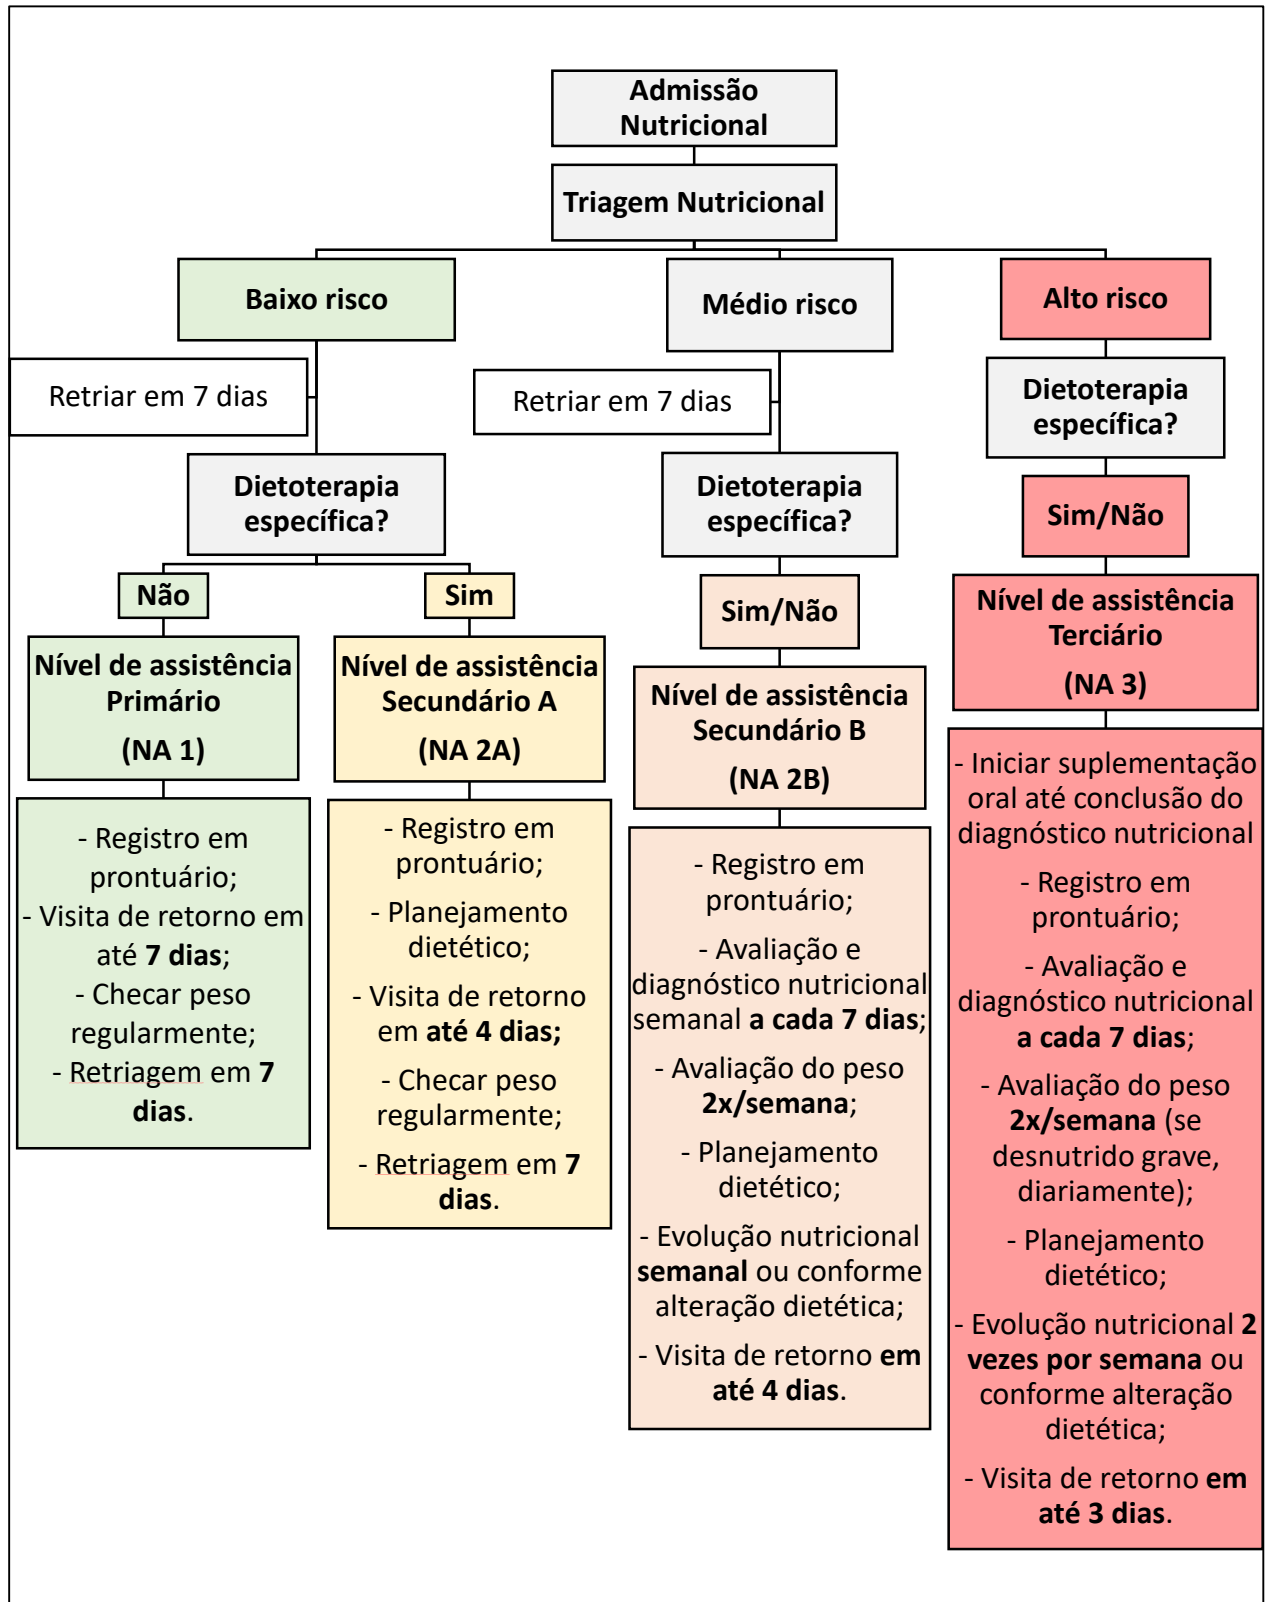 Admissão
Nutricional
Triagem Nutricional
Baixo risco
Médio risco
Alto risco
Retriar em 7 dias
Retriar em 7 dias
Dietoterapia
específica?
Dietoterapia
específica?
Dietoterapia
específica?
Não
Sim
Sim/Não
Sim/Não
Nível de assistência
Primário
(NA 1)
Nível de assistência
Secundário A
(NA 2A)
Nível de assistência
Secundário B
(NA 2B)
Nível de assistência
Terciário
(NA 3)
- Registro em
prontuário;
- Visita de retorno em
até 7 dias;
- Checar peso
regularmente;
- Retriagem em 7
dias.
- Registro em
prontuário;
- Planejamento
dietético;
- Visita de retorno
em até 4 dias;
- Checar peso
regularmente;
- Retriagem em 7
dias.
- Registro em
prontuário;
- Avaliação e
diagnóstico nutricional
semanal a cada 7 dias;
- Avaliação do peso
2x/semana;
- Planejamento
dietético;
- Evolução nutricional
semanal ou conforme
alteração dietética;
- Visita de retorno em
até 4 dias.
- Iniciar suplementação
oral até conclusão do
diagnóstico nutricional
- Registro em
prontuário;
- Avaliação e
diagnóstico nutricional
a cada 7 dias;
- Avaliação do peso
2x/semana (se
desnutrido grave,
diariamente);
- Planejamento
dietético;
- Evolução nutricional 2
vezes por semana ou
conforme alteração
dietética;
- Visita de retorno em
até 3 dias.